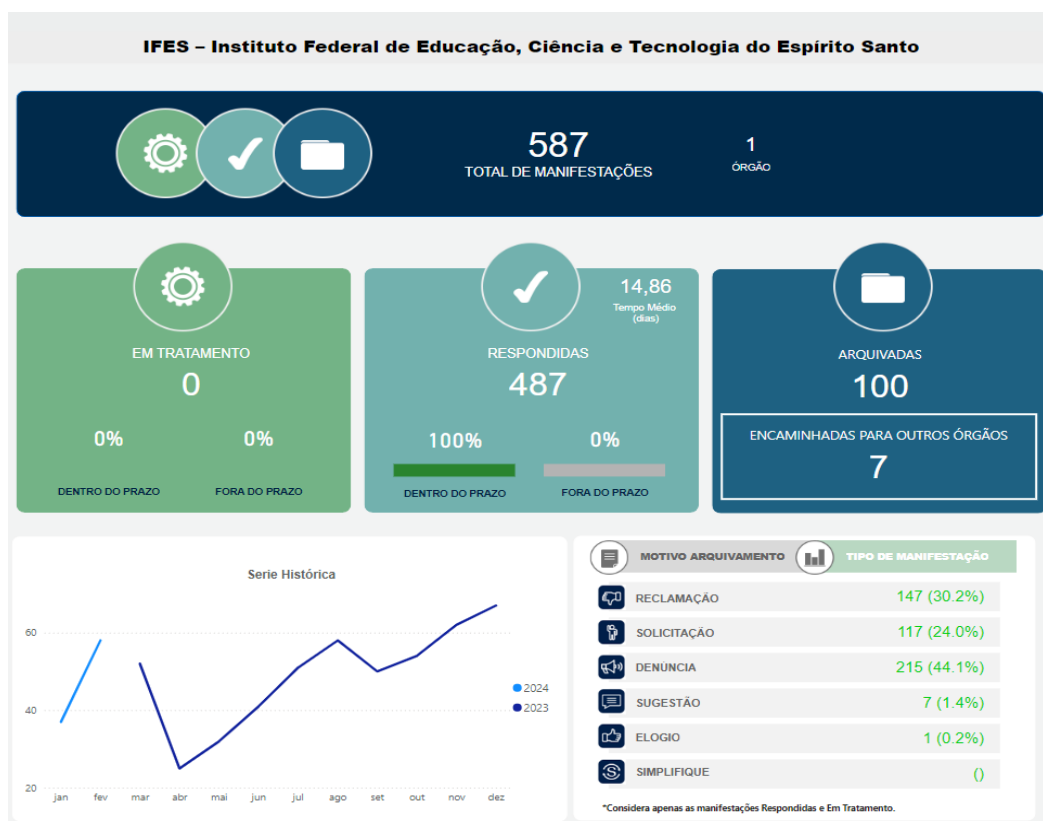 IFES – Instituto Federal de Educação, Ciência e Tecnologia do Espírito Santo
587
TOTAL DE MANIFESTAÇÕES
1
ÓRGÃO
EM TRATAMENTO
0
0%
0%
DENTRO DO PRAZO
FORA DO PRAZO
14,86
Tempo Médio
(dias)
RESPONDIDAS
487
100%
0%
DENTRO DO PRAZO
FORA DO PRAZO
ARQUIVADAS
100
ENCAMINHADAS PARA OUTROS ÓRGÃOS
7
Serie Histórica
60
40
20
jan fev mar abr mai jun jul ago set out nov dez
2024
2023
MOTIVO ARQUIVAMENTO
TIPO DE MANIFESTAÇÃO
RECLAMAÇÃO 147 (30.2%)
SOLICITAÇÃO 117 (24.0%)
DENÚNCIA 215 (44.1%)
SUGESTÃO 7 (1.4%)
ELOGIO 1 (0.2%)
SIMPLIFIQUE ()
*Considera apenas as manifestações Respondidas e Em Tratamento.